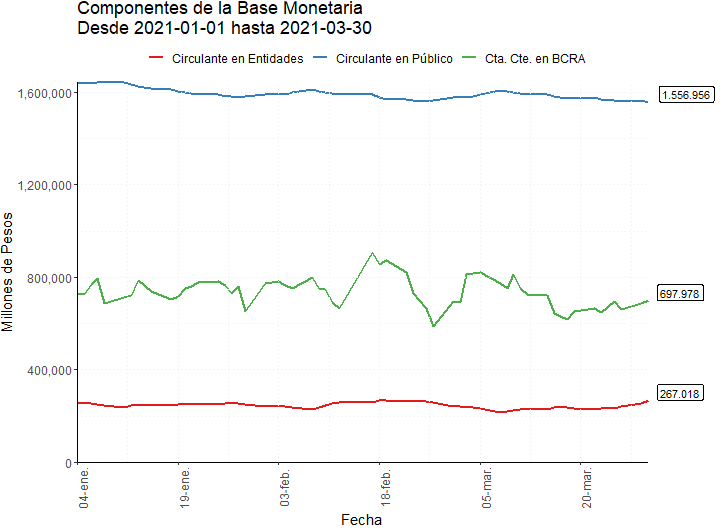 Componentes de la Base Monetaria
Desde 2021-01-01 hasta 2021-03-30
Circulante en Entidades
Circulante en Público
Cta. Cte. en BCRA
1,600,000
1,200,000
800,000
400,000
0
Millones de Pesos
1.556.956
697.978
267.018
04-ene.
19-ene.
03-feb.
18-feb.
05-mar.
20-mar.
Fecha